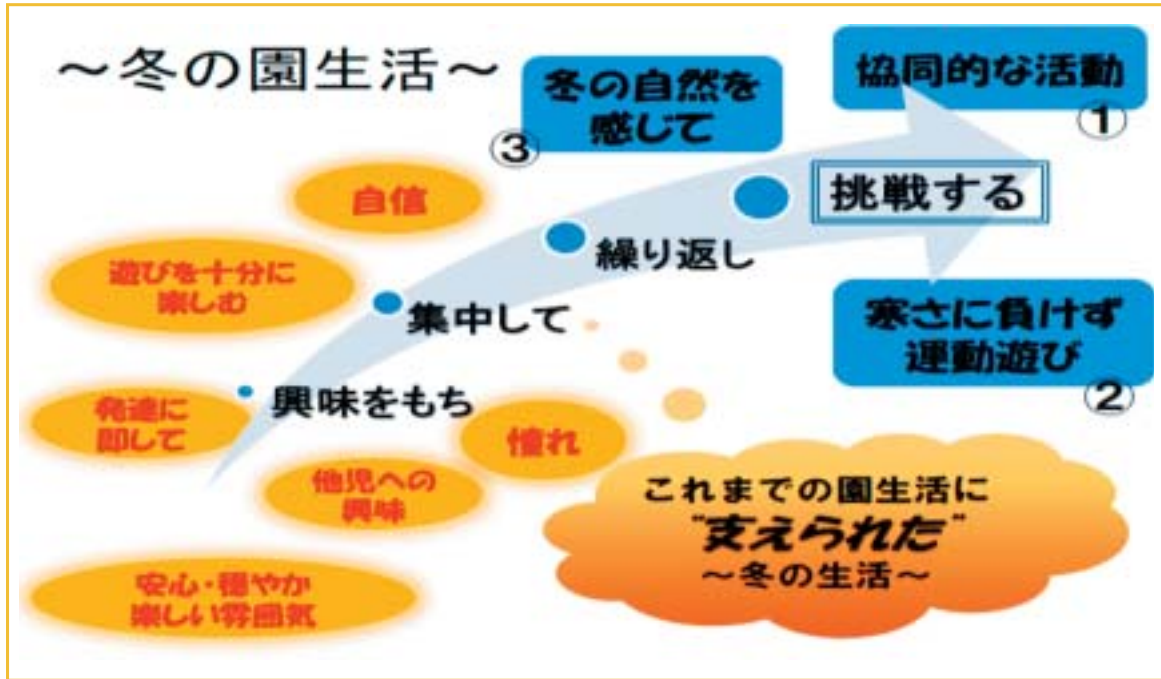 ～冬の園生活～
冬の自然を
感じて
③
協同的な活動
①
自信
挑戦する
繰り返し
遊びを十分に
楽しむ
集中して
寒さに負けず
運動遊び
②
興味をもち
発達に
即して
憧れ
他児への
興味
これまでの園生活に
"支えられた"
～冬の生活～
安心・穏やか
楽しい雰囲気